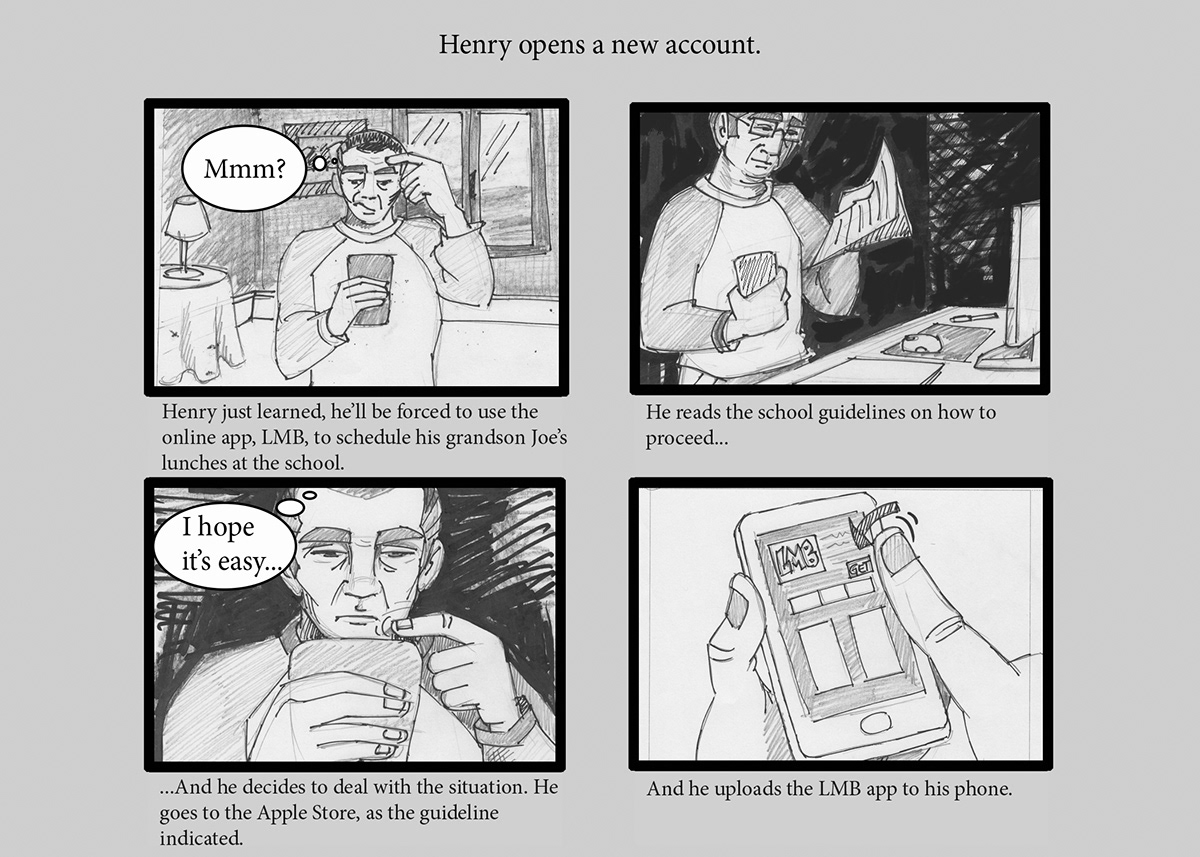 Henry opens a new account.
Mmm?
Henry just learned, he'll be forced to use the
online app, LMB, to schedule his grandson Joe's
lunches at the school.
He reads the school guidelines on how to
proceed...
I hope
it's easy...
...And he decides to deal with the situation. He
goes to the Apple Store, as the guideline
indicated.
LMB
GET
And he uploads the LMB app to his phone.